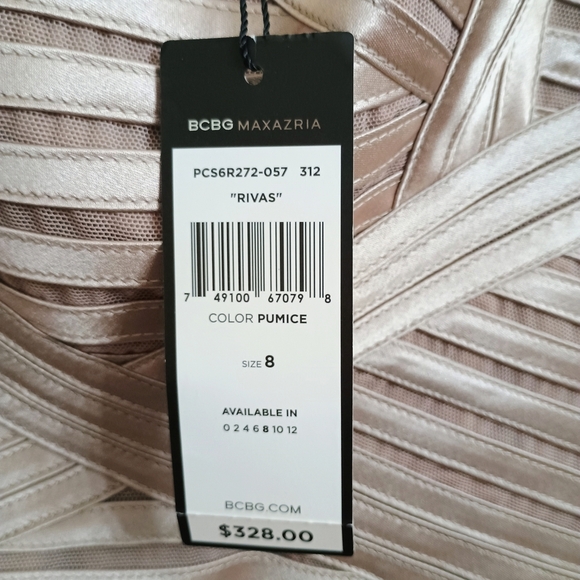 BCBG MAXAZRIA
PCS6R272-057 312
"RIVAS"
7 49100 67079 8
COLOR PUMICE
SIZE 8
AVAILABLE IN
0 2 4 6 8 10 12
BCBG.COM
$328.00